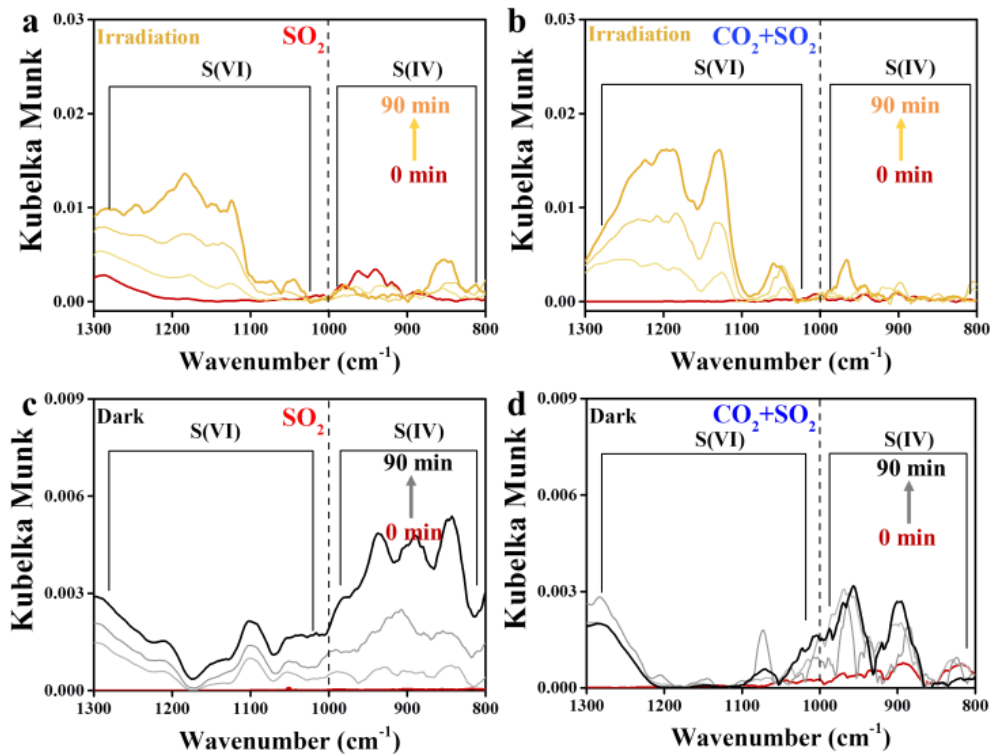 a
Irradiation
SO2
S(VI)
S(IV)
90 min
0 min
Kubelka Munk
0.03
0.02
0.01
0.00
1300 1200 1100 1000 900 800
Wavenumber (cm-1)
b
Irradiation
CO2+SO2
S(VI)
S(IV)
90 min
0 min
Kubelka Munk
0.03
0.02
0.01
0.00
1300 1200 1100 1000 900 800
Wavenumber (cm-1)
c
Dark
SO2
S(VI)
S(IV)
90 min
0 min
Kubelka Munk
0.009
0.006
0.003
0.000
1300 1200 1100 1000 900 800
Wavenumber (cm-1)
d
Dark
CO2+SO2
S(VI)
S(IV)
90 min
0 min
Kubelka Munk
0.009
0.006
0.003
0.000
1300 1200 1100 1000 900 800
Wavenumber (cm-1)